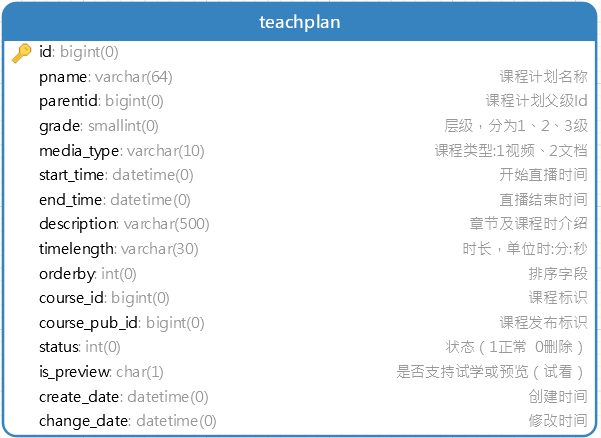 teachplan
id: bigint(0)
pname: varchar(64) 课程计划名称
parentid: bigint(0) 课程计划父级Id
grade: smallint(0) 层级，分为1、2、3级
media_type: varchar(10) 课程类型:1视频、2文档
start_time: datetime(0) 开始直播时间
end_time: datetime(0) 直播结束时间
description: varchar(500) 章节及课程时介绍
timelength: varchar(30) 时长，单位时:分:秒
orderby: int(0) 排序字段
course_id: bigint(0) 课程标识
course_pub_id: bigint(0) 课程发布标识
status: int(0) 状态（1正常 0删除）
is_preview: char(1) 是否支持试学或预览（试看）
create_date: datetime(0) 创建时间
change_date: datetime(0) 修改时间